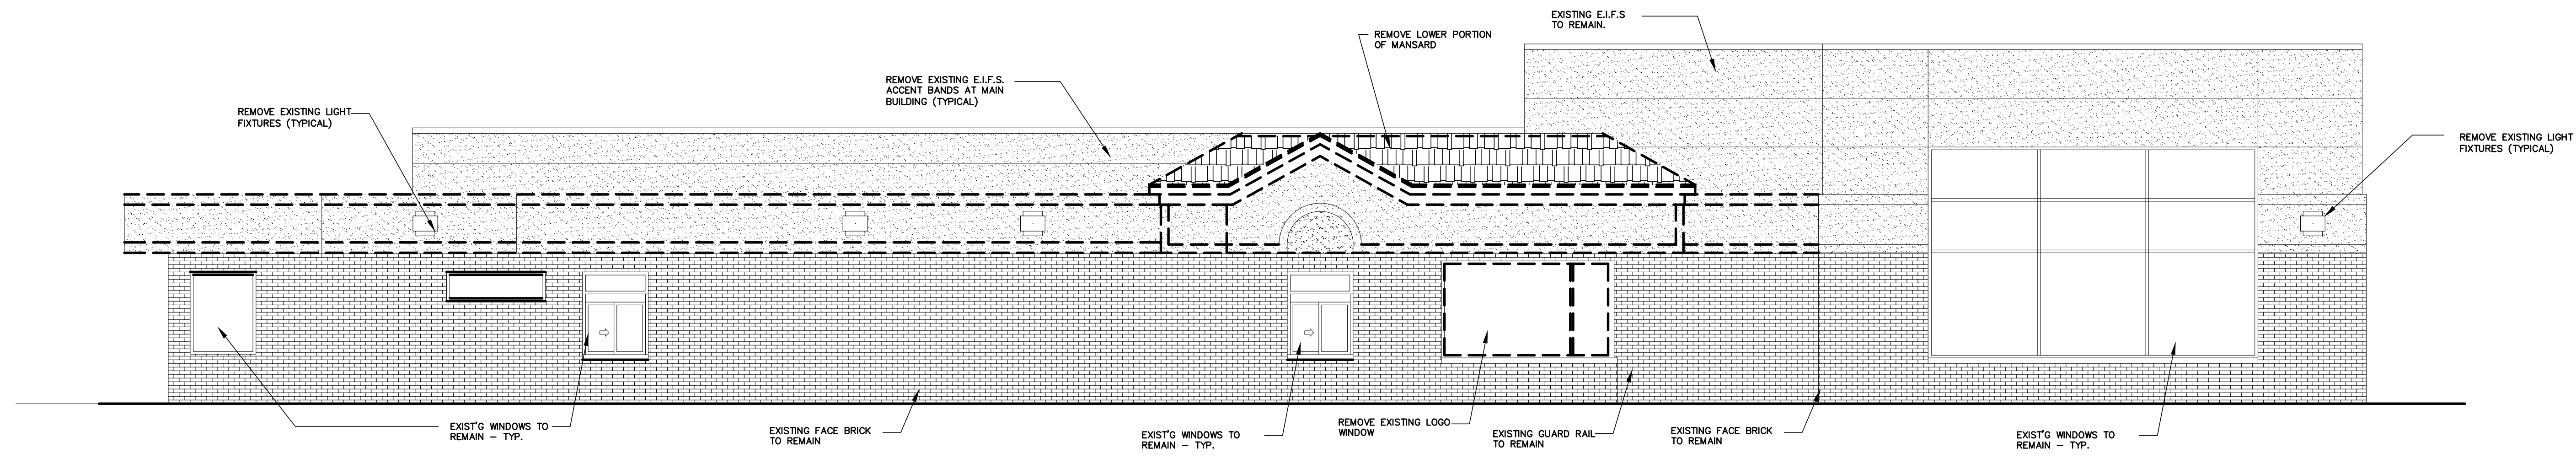 EXISTING E.I.F.S
TO REMAIN.
REMOVE LOWER PORTION
OF MANSARD
REMOVE EXISTING E.I.F.S.
ACCENT BANDS AT MAIN
BUILDING (TYPICAL)
REMOVE EXISTING LIGHT
FIXTURES (TYPICAL)
REMOVE EXISTING LIGHT
FIXTURES (TYPICAL)
EXIST'G WINDOWS TO
REMAIN – TYP.
EXISTING FACE BRICK
TO REMAIN
EXIST'G WINDOWS TO
REMAIN – TYP.
REMOVE EXISTING LOGO
WINDOW
EXISTING GUARD RAIL
TO REMAIN
EXISTING FACE BRICK
TO REMAIN
EXIST'G WINDOWS TO
REMAIN – TYP.